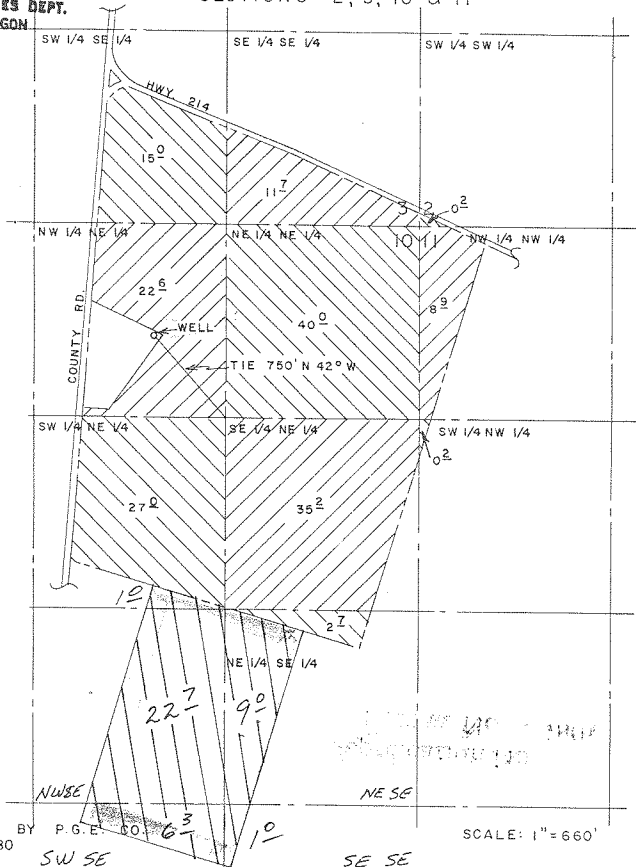 ES DEPT.
GON
SW 1/4 SE 1/4
SE 1/4 SE 1/4
SW 1/4 SW 1/4
HWY. 214
15 0
11 7
3 2
0 2
NW 1/4 NE 1/4
NE 1/4 NE 1/4
10 11
NW 1/4 NW 1/4
22 6
40 0
8 9
COUNTY RD.
WELL
TIE 750' N 42° W
SW 1/4 NE 1/4
SE 1/4 NE 1/4
SW 1/4 NW 1/4
0 2
27 0
35 2
1 0
2 7
NE 1/4 SE 1/4
22 7
9 0
NWSE
NE SE
BY P.G.E. CO.
6 3
1 0
SCALE: 1"=660'
80
SW SE
SE SE